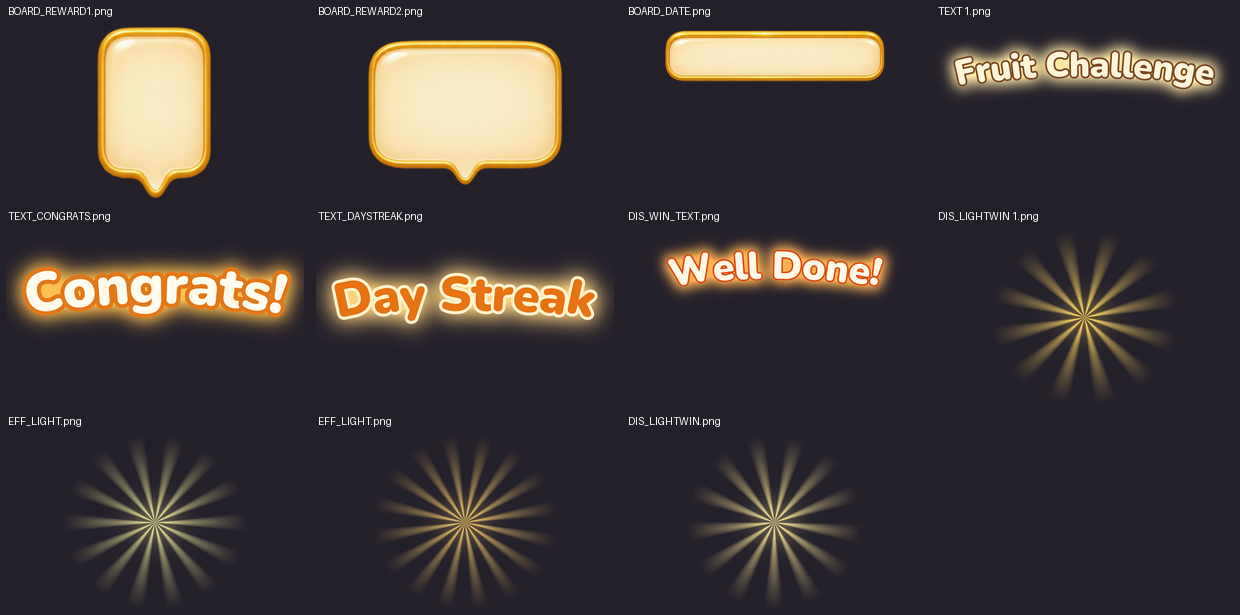 BOARD_REWARD1.png
BOARD_REWARD2.png
BOARD_DATE.png
TEXT 1.png
Fruit Challenge
TEXT_CONGRATS.png
TEXT_DAYSTREAK.png
DIS_WIN_TEXT.png
DIS_LIGHTWIN 1.png
Congrats!
Day Streak
Well Done!
EFF_LIGHT.png
EFF_LIGHT.png
DIS_LIGHTWIN.png